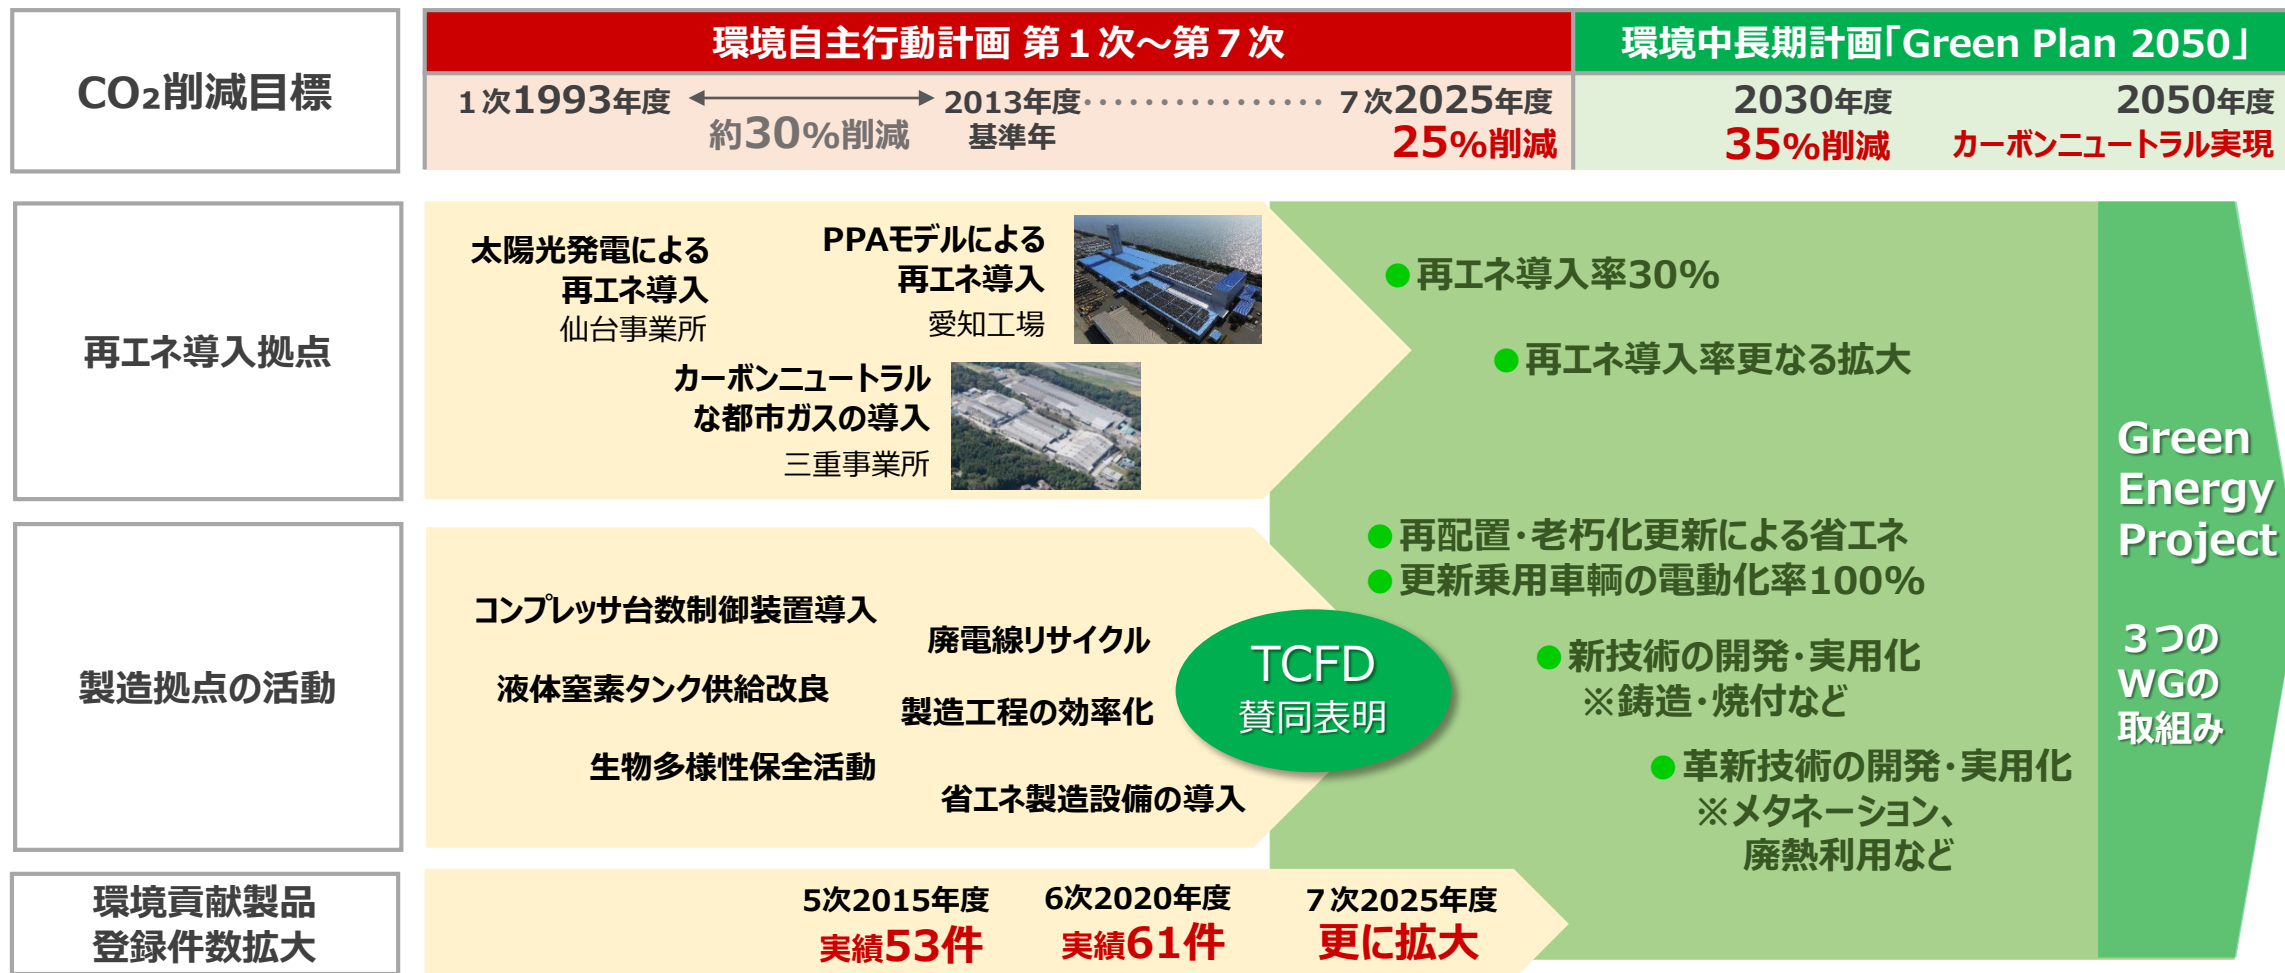 CO₂削減目標
環境自主行動計画 第１次～第７次
環境中長期計画｢Green Plan 2050｣
１次1993年度
約30%削減
2013年度
基準年
················
７次2025年度
25%削減
2030年度
35%削減
2050年度
カーボンニュートラル実現
再エネ導入拠点
太陽光発電による
再エネ導入
仙台事業所
PPAモデルによる
再エネ導入
愛知工場
カーボンニュートラル
な都市ガスの導入
三重事業所
●再エネ導入率30%
●再エネ導入率更なる拡大
製造拠点の活動
コンプレッサ台数制御装置導入
液体窒素タンク供給改良
生物多様性保全活動
廃電線リサイクル
製造工程の効率化
省エネ製造設備の導入
TCFD
賛同表明
●再配置･老朽化更新による省エネ
●更新乗用車輌の電動化率100%
●新技術の開発･実用化
※鋳造･焼付など
●革新技術の開発･実用化
※メタネーション、
廃熱利用など
Green
Energy
Project
３つの
WGの
取組み
環境貢献製品
登録件数拡大
5次2015年度
実績53件
6次2020年度
実績61件
７次2025年度
更に拡大